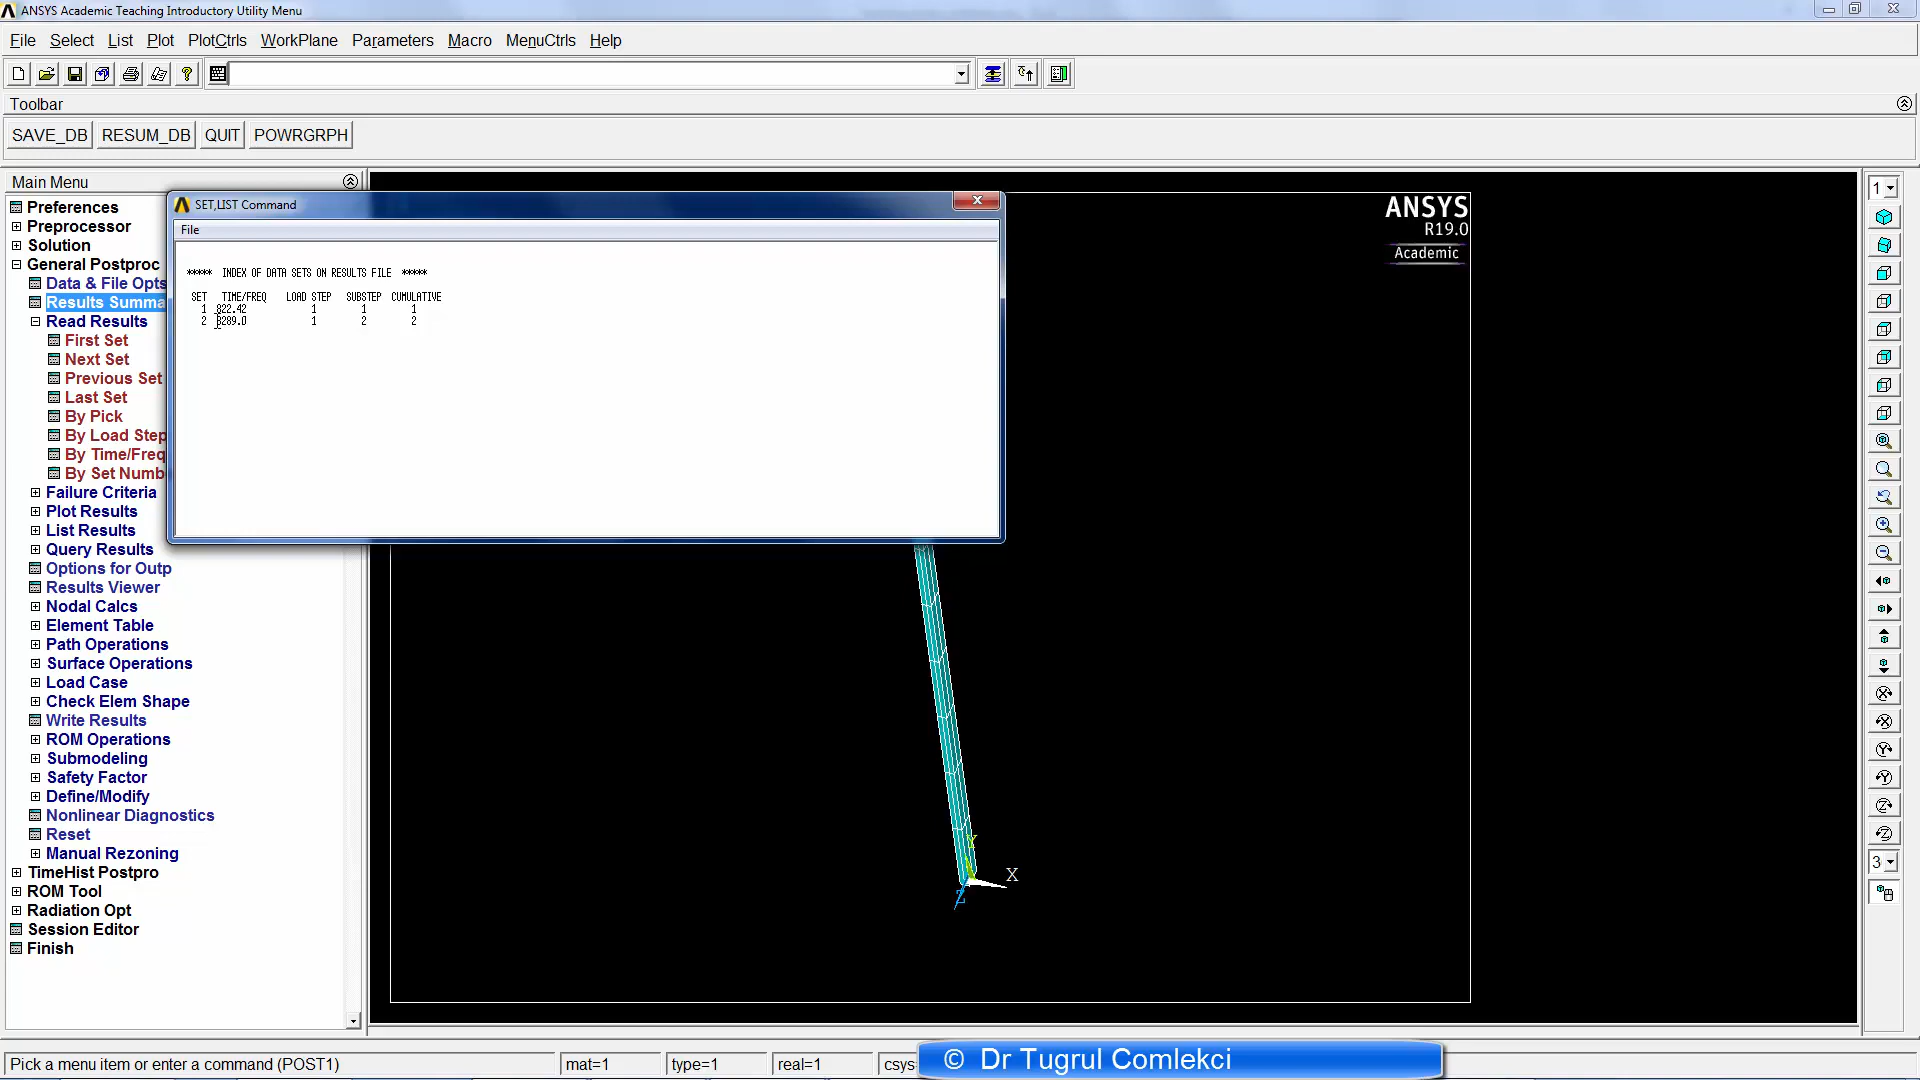 ANSYS Academic Teaching Introductory Utility Menu
File Select List Plot PlotCtrls WorkPlane Parameters Macro MenuCtrls Help
Toolbar
SAVE_DB RESUM_DB QUIT POWRGRPH
Main Menu
Preferences
Preprocessor
Solution
General Postproc
Data & File Opts
Results Summa
Read Results
First Set
Next Set
Previous Set
Last Set
By Pick
By Load Step
By Time/Freq
By Set Numb
Failure Criteria
Plot Results
List Results
Query Results
Options for Outp
Results Viewer
Nodal Calcs
Element Table
Path Operations
Surface Operations
Load Case
Check Elem Shape
Write Results
ROM Operations
Submodeling
Safety Factor
Define/Modify
Nonlinear Diagnostics
Reset
Manual Rezoning
TimeHist Postpro
ROM Tool
Radiation Opt
Session Editor
Finish
SET,LIST Command
File
***** INDEX OF DATA SETS ON RESULTS FILE *****
SET TIME/FREQ LOAD STEP SUBSTEP CUMULATIVE
1 822.42 1 1 1
2 3289.0 1 2 2
ANSYS
R19.0
Academic
Y
X
Z
1
3
Pick a menu item or enter a command (POST1)
mat=1
type=1
real=1
csys=
© Dr Tugrul Comlekci